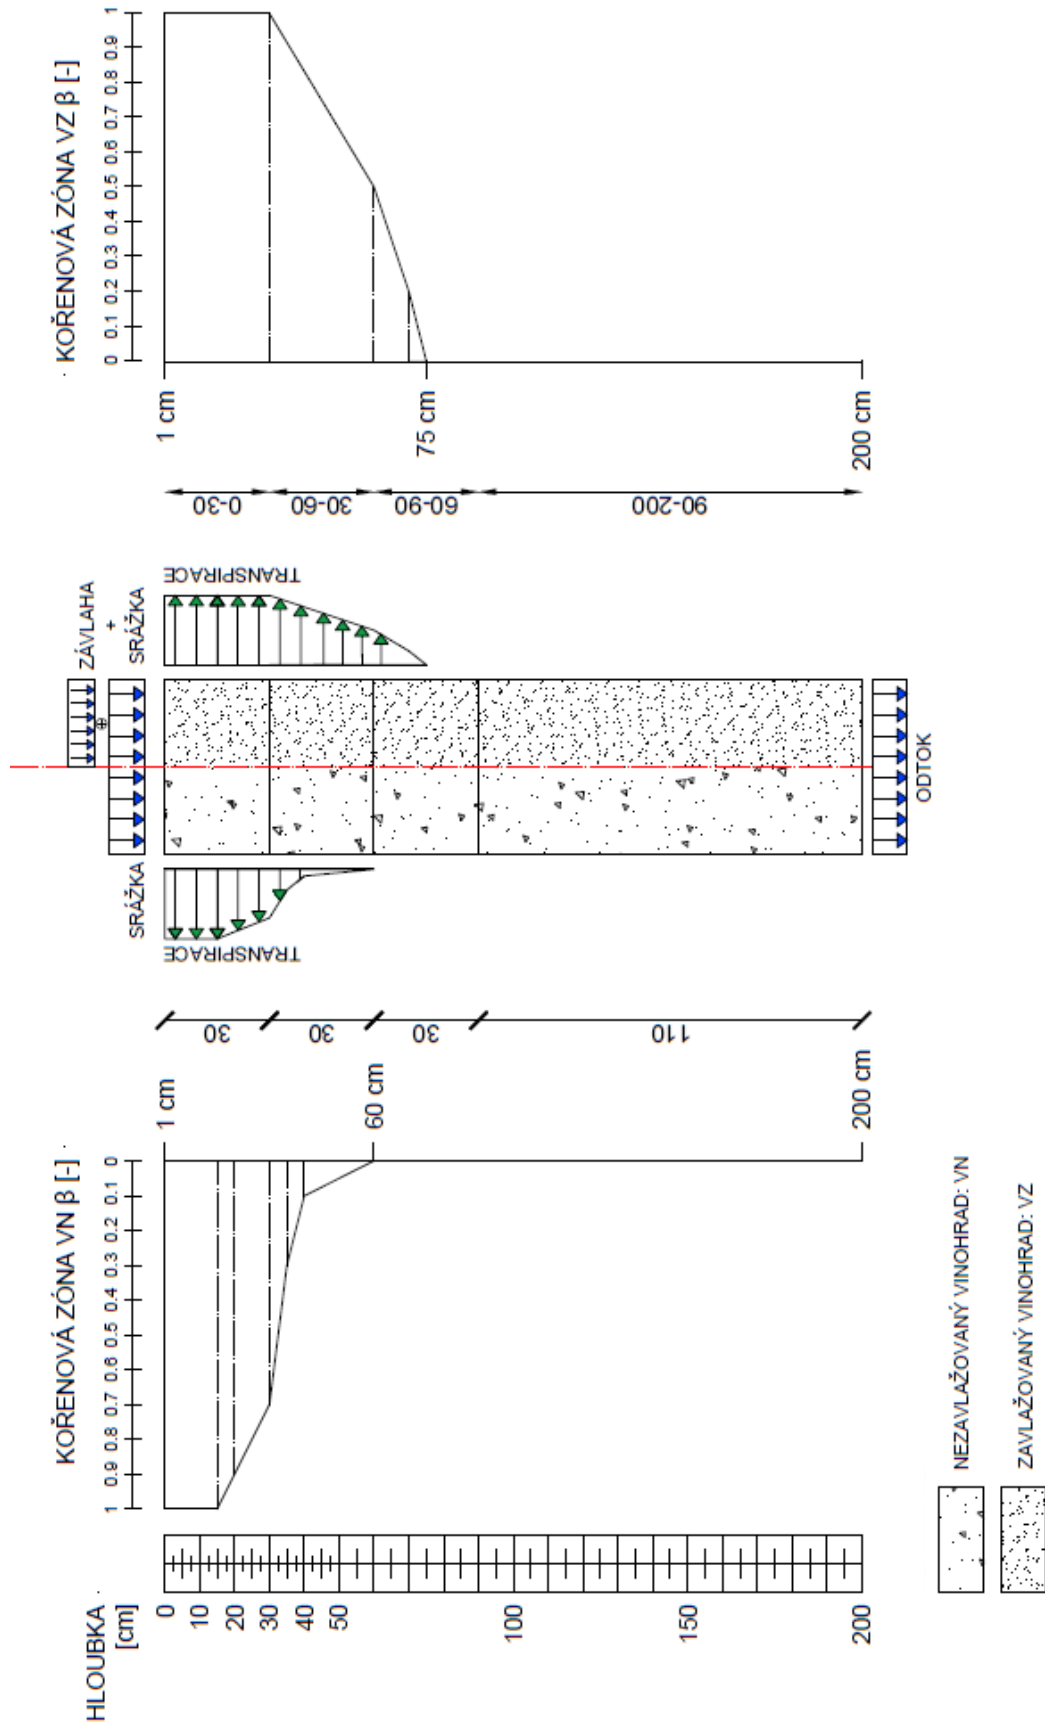 HLOUBKA
[cm]
0
10
20
30
40
50
100
150
200
KOŘENOVÁ ZÓNA VN β [-]
1 0.9 0.8 0.7 0.6 0.5 0.4 0.3 0.2 0.1 0
1 cm
60 cm
200 cm
30
30
30
110
SRÁŽKA
TRANSPIRACE
ZÁVLAHA
+
SRÁŽKA
TRANSPIRACE
ODTOK
0-30
30-60
60-90
90-200
KOŘENOVÁ ZÓNA VZ β [-]
0 0.1 0.2 0.3 0.4 0.5 0.6 0.7 0.8 0.9 1
1 cm
75 cm
200 cm
NEZAVLAŽOVANÝ VINOHRAD: VN
ZAVLAŽOVANÝ VINOHRAD: VZ